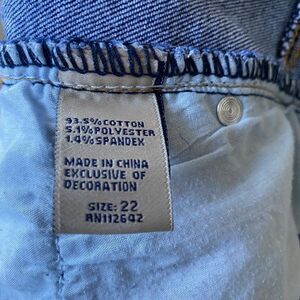 93.5%COTTON
5.1%POLYESTER
1.4%SPANDEX
MADE IN CHINA
EXCLUSIVE OF
DECORATION
SIZE: 22
RN112642